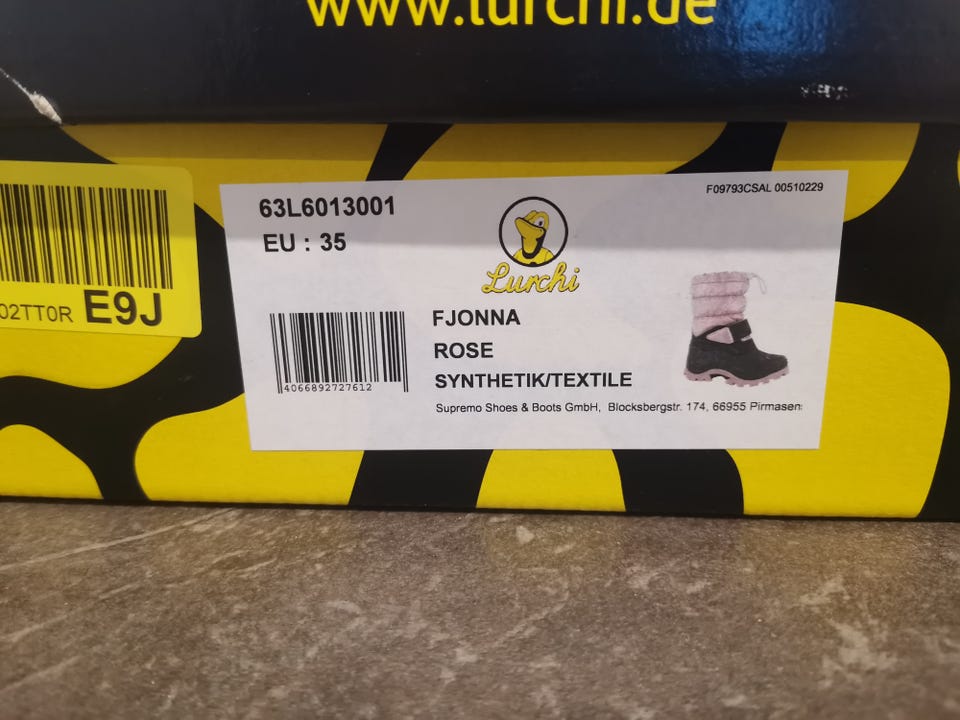 www.lurchi.de
02TT0R E9J
63L6013001
EU : 35
F09793CSAL 00510229
Lurchi
4066892727612
FJONNA
ROSE
SYNTHETIK/TEXTILE
Supremo Shoes & Boots GmbH, Blocksbergstr. 174, 66955 Pirmasen